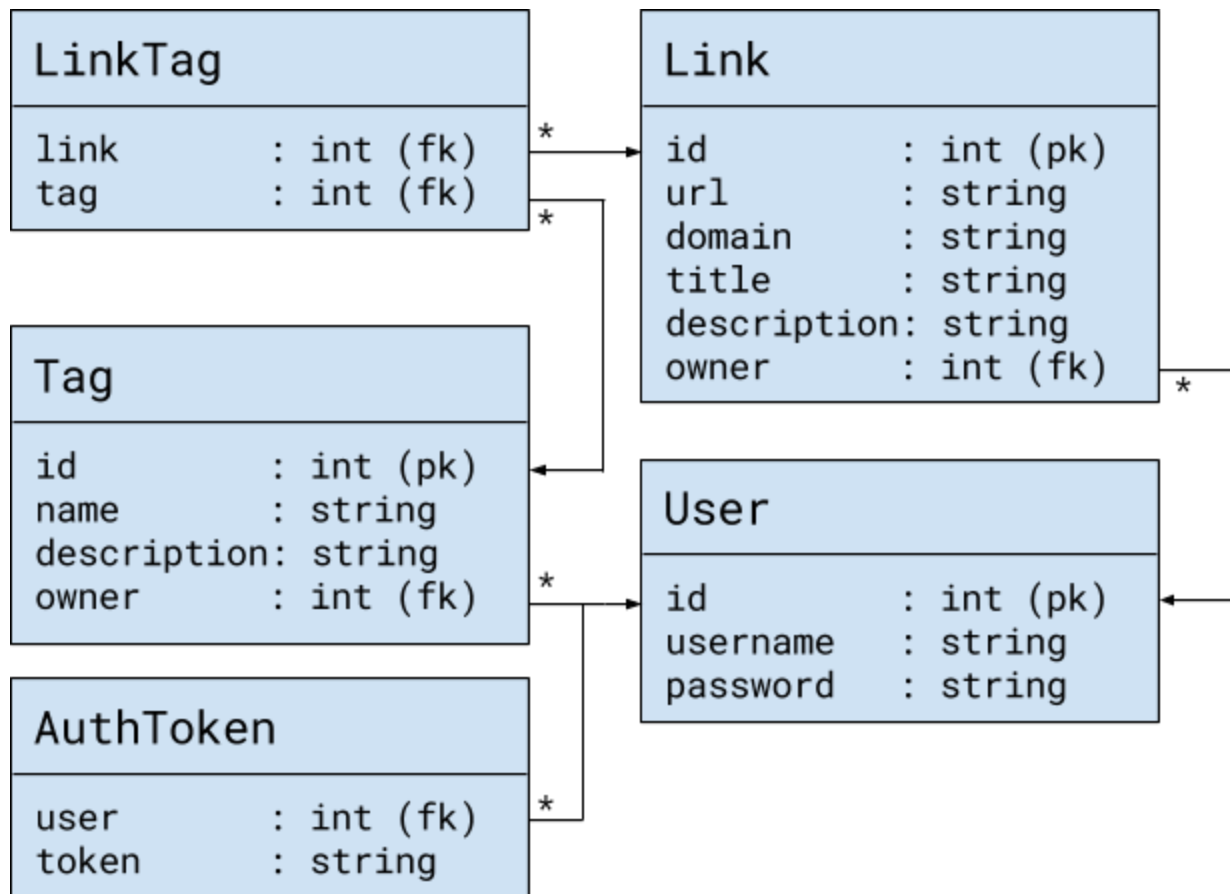 LinkTag
link : int (fk)
tag : int (fk)
*
*
Link
id : int (pk)
url : string
domain : string
title : string
description: string
owner : int (fk)
*
Tag
id : int (pk)
name : string
description: string
owner : int (fk)
*
User
id : int (pk)
username : string
password : string
AuthToken
user : int (fk)
token : string
*